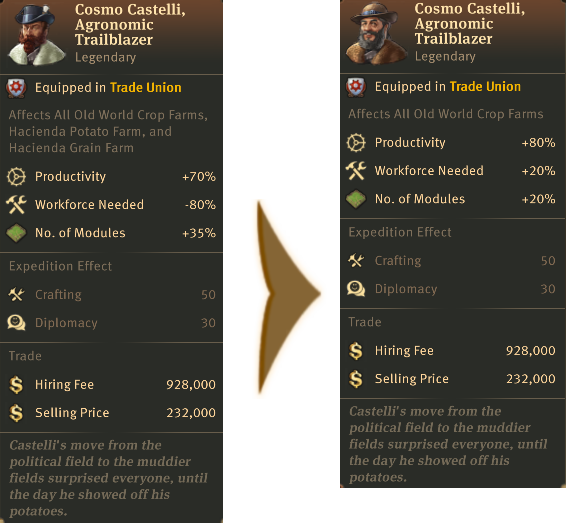 Cosmo Castelli,
Agronomic
Trailblazer
Legendary
Equipped in Trade Union
Affects All Old World Crop Farms,
Hacienda Potato Farm, and
Hacienda Grain Farm
Productivity +70%
Workforce Needed -80%
No. of Modules +35%
Expedition Effect
Crafting 50
Diplomacy 30
Trade
Hiring Fee 928,000
Selling Price 232,000
Castelli's move from the
political field to the muddier
fields surprised everyone, until
the day he showed off his
potatoes.
Cosmo Castelli,
Agronomic
Trailblazer
Legendary
Equipped in Trade Union
Affects All Old World Crop Farms
Productivity +80%
Workforce Needed +20%
No. of Modules +20%
Expedition Effect
Crafting 50
Diplomacy 30
Trade
Hiring Fee 928,000
Selling Price 232,000
Castelli's move from the
political field to the muddier
fields surprised everyone, until
the day he showed off his
potatoes.